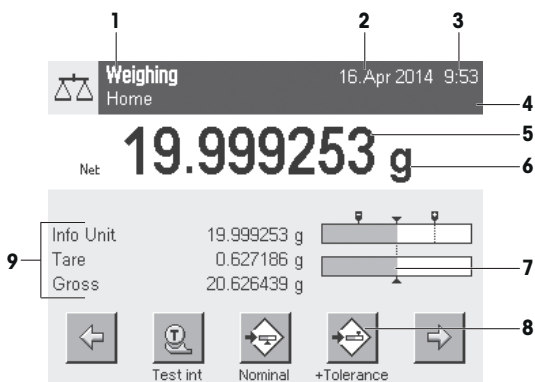 1 2 3
Weighing 16.Apr 2014 9:53
Home
4
5
Net 19.999253 g
6
Info Unit 19.999253 g
9 Tare 0.627186 g 7
Gross 20.626439 g
8
T
Test int Nominal +Tolerance